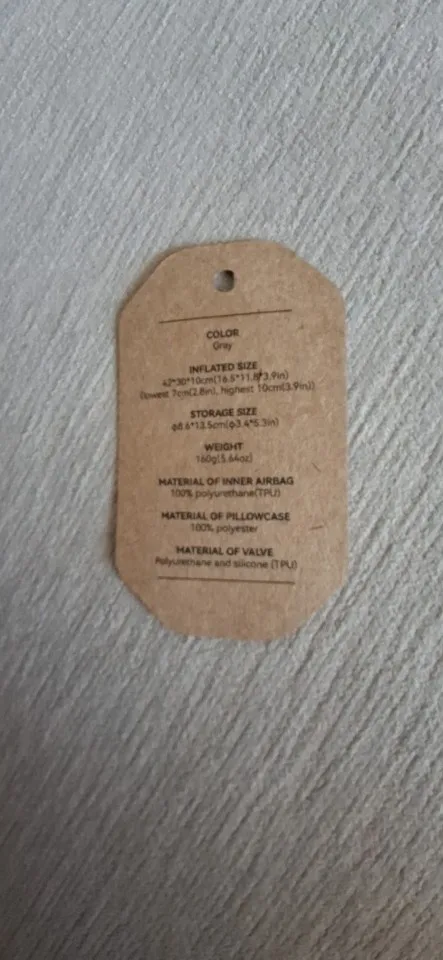 COLOR
Gray
INFLATED SIZE
42*30*10cm(16.5*11.8*3.9in)
(lowest 7cm(2.8in), highest 10cm(3.9in))
STORAGE SIZE
φ8.6*13.5cm(φ3.4*5.3in)
WEIGHT
160g(5.64oz)
MATERIAL OF INNER AIRBAG
100% polyurethane(TPU)
MATERIAL OF PILLOWCASE
100% polyester
MATERIAL OF VALVE
Polyurethane and silicone (TPU)